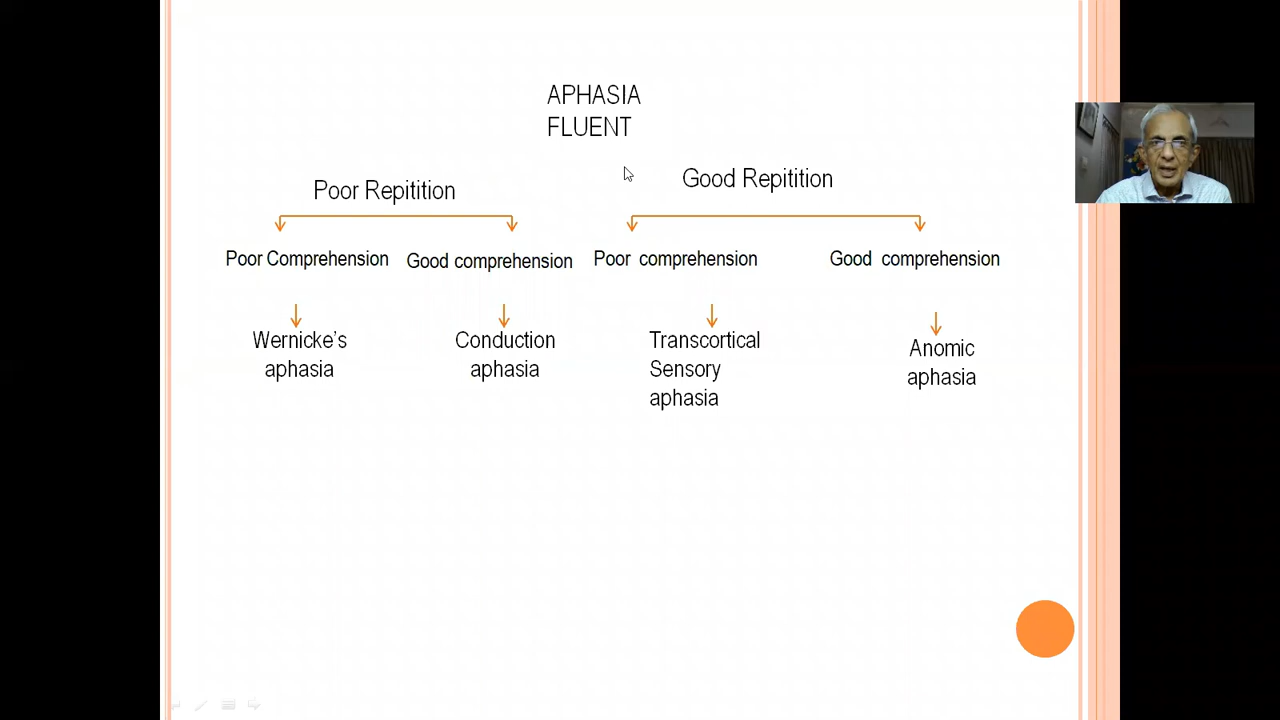 APHASIA
FLUENT
Poor Repitition
Good Repitition
Poor Comprehension
Good comprehension
Poor comprehension
Good comprehension
Wernicke's
aphasia
Conduction
aphasia
Transcortical
Sensory
aphasia
Anomic
aphasia